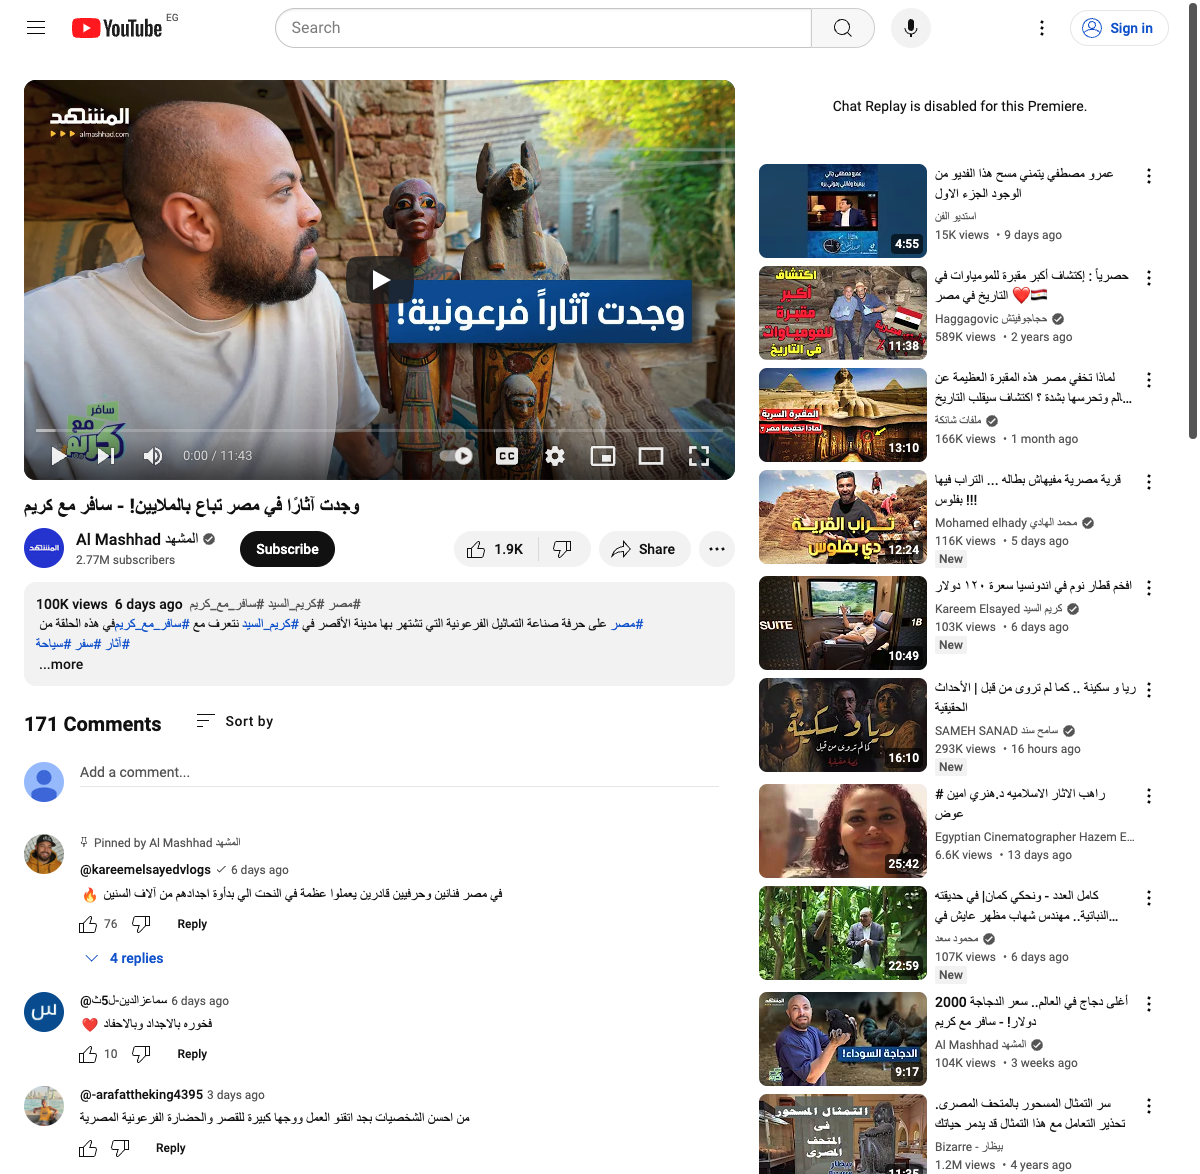 YouTube EG
Search
Sign in
المشهد
almashhad.com
وجدت آثاراً فرعونية!
سافر
مع
كريم
0:00 / 11:43
وجدت آثارًا في مصر تباع بالملايين! - سافر مع كريم
Al Mashhad المشهد
2.77M subscribers
Subscribe
1.9K
Share
100K views 6 days ago #مصر #كريم_السيد #سافر_مع_كريم
في هذه الحلقة من #سافر_مع_كريم نتعرف مع #كريم_السيد على حرفة صناعة التماثيل الفرعونية التي تشتهر بها مدينة الأقصر في #مصر
#آثار #سفر #سياحة
...more
171 Comments
Sort by
Add a comment...
Pinned by Al Mashhad المشهد
@kareemelsayedvlogs 6 days ago
في مصر فنانين وحرفيين قادرين يعملوا عظمة في النحت الي بدأوة اجدادهم من آلاف السنين 🔥
76
Reply
4 replies
س
@سماعزالدين-ل5ث 6 days ago
فخوره بالاجداد وبالاحفاد ❤️
10
Reply
@-arafattheking4395 3 days ago
من احسن الشخصيات بجد اتقنو العمل ووجها كبيرة للقصر والحضارة الفرعونية المصرية
Reply
Chat Replay is disabled for this Premiere.
4:55
عمرو مصطفي يتمني مسح هذا الفديو من
الوجود الجزء الاول
استديو الفن
15K views • 9 days ago
اكتشاف
أكبر
مقبرة
للمومياوات
في التاريخ
11:38
حصرياً : إكتشاف أكبر مقبرة للمومياوات في
التاريخ في مصر ❤️🇪🇬
Haggagovic حجاجوفيتش
589K views • 2 years ago
المقبرة السرية
لماذا تخفيها مصر ؟
13:10
لماذا تخفي مصر هذه المقبرة العظيمة عن
...الم وتحرسها بشدة ؟ اكتشاف سيقلب التاريخ
ملفات شائكة
166K views • 1 month ago
تراب القرية
دي بفلوس
12:24
قرية مصرية مفيهاش بطاله ... التراب فيها
بفلوس !!!
Mohamed elhady محمد الهادي
116K views • 5 days ago
New
SUITE
1B
10:49
افخم قطار نوم في اندونسيا سعرة ١٢٠ دولار
Kareem Elsayed كريم السيد
103K views • 6 days ago
New
ريا و سكينة
كما لم تروى من قبل
16:10
ريا و سكينة .. كما لم تروى من قبل | الأحداث
الحقيقية
SAMEH SANAD سامح سند
293K views • 16 hours ago
New
25:42
راهب الاثار الاسلاميه د.هنري امين #
عوض
Egyptian Cinematographer Hazem E...
6.6K views • 13 days ago
22:59
كامل العدد - ونحكي كمان| في حديقته
...النباتية.. مهندس شهاب مظهر عايش في
محمود سعد
107K views • 6 days ago
New
الدجاجة السوداء!
9:17
أغلى دجاج في العالم.. سعر الدجاجة 2000
دولار! - سافر مع كريم
Al Mashhad المشهد
104K views • 3 weeks ago
التمثال المسحور
في
المتحف
المصرى
11:35
سر التمثال المسحور بالمتحف المصرى.
تحذير التعامل مع هذا التمثال قد يدمر حياتك
Bizarre - بيظار
1.2M views • 4 years ago